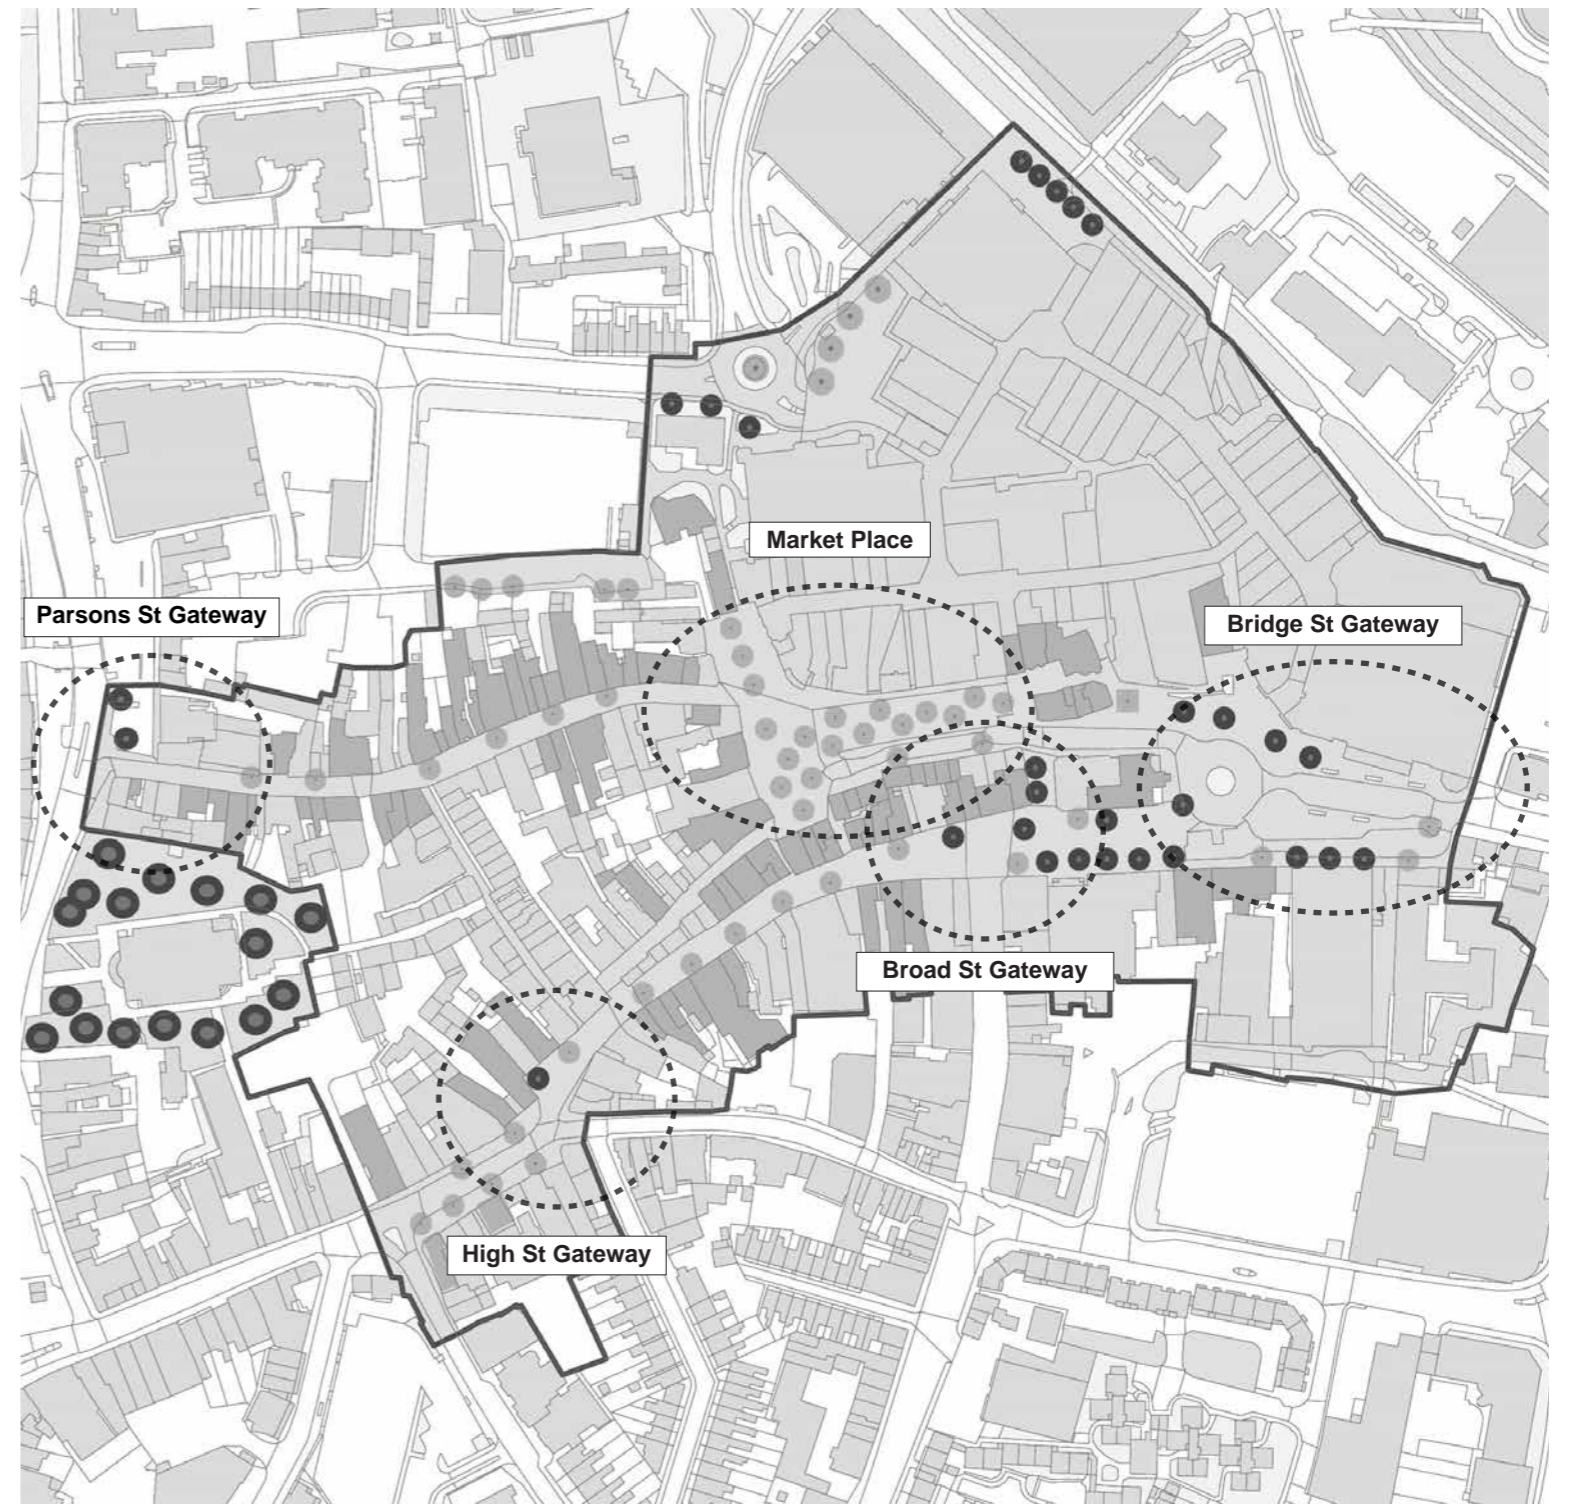 Market Place
Parsons St Gateway
Bridge St Gateway
Broad St Gateway
High St Gateway